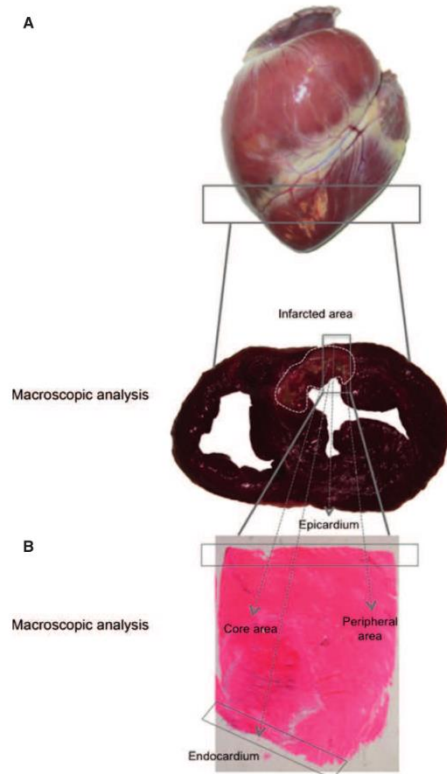 A
Infarcted area
Macroscopic analysis
Epicardium
B
Macroscopic analysis
Core area
Peripheral
area
Endocardium